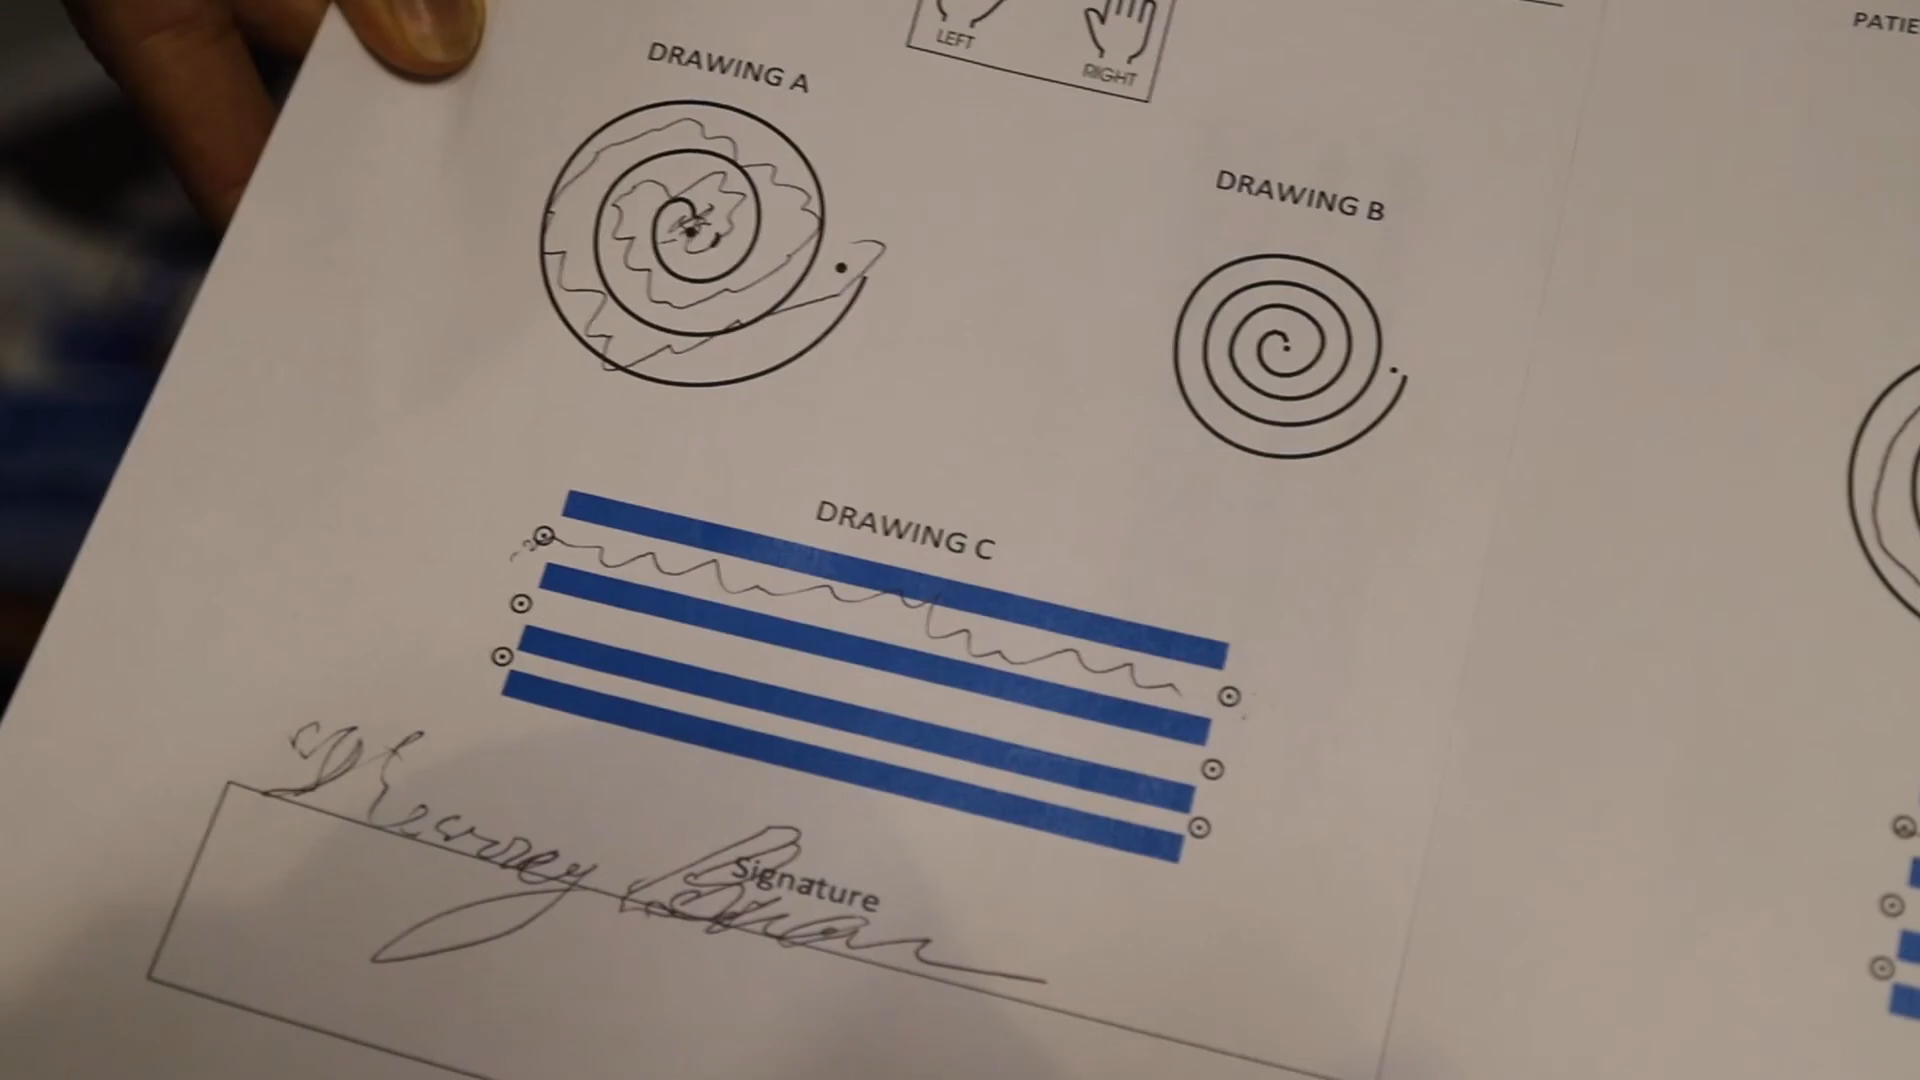 LEFT
RIGHT
PATIE
DRAWING A
DRAWING B
DRAWING C
Signature